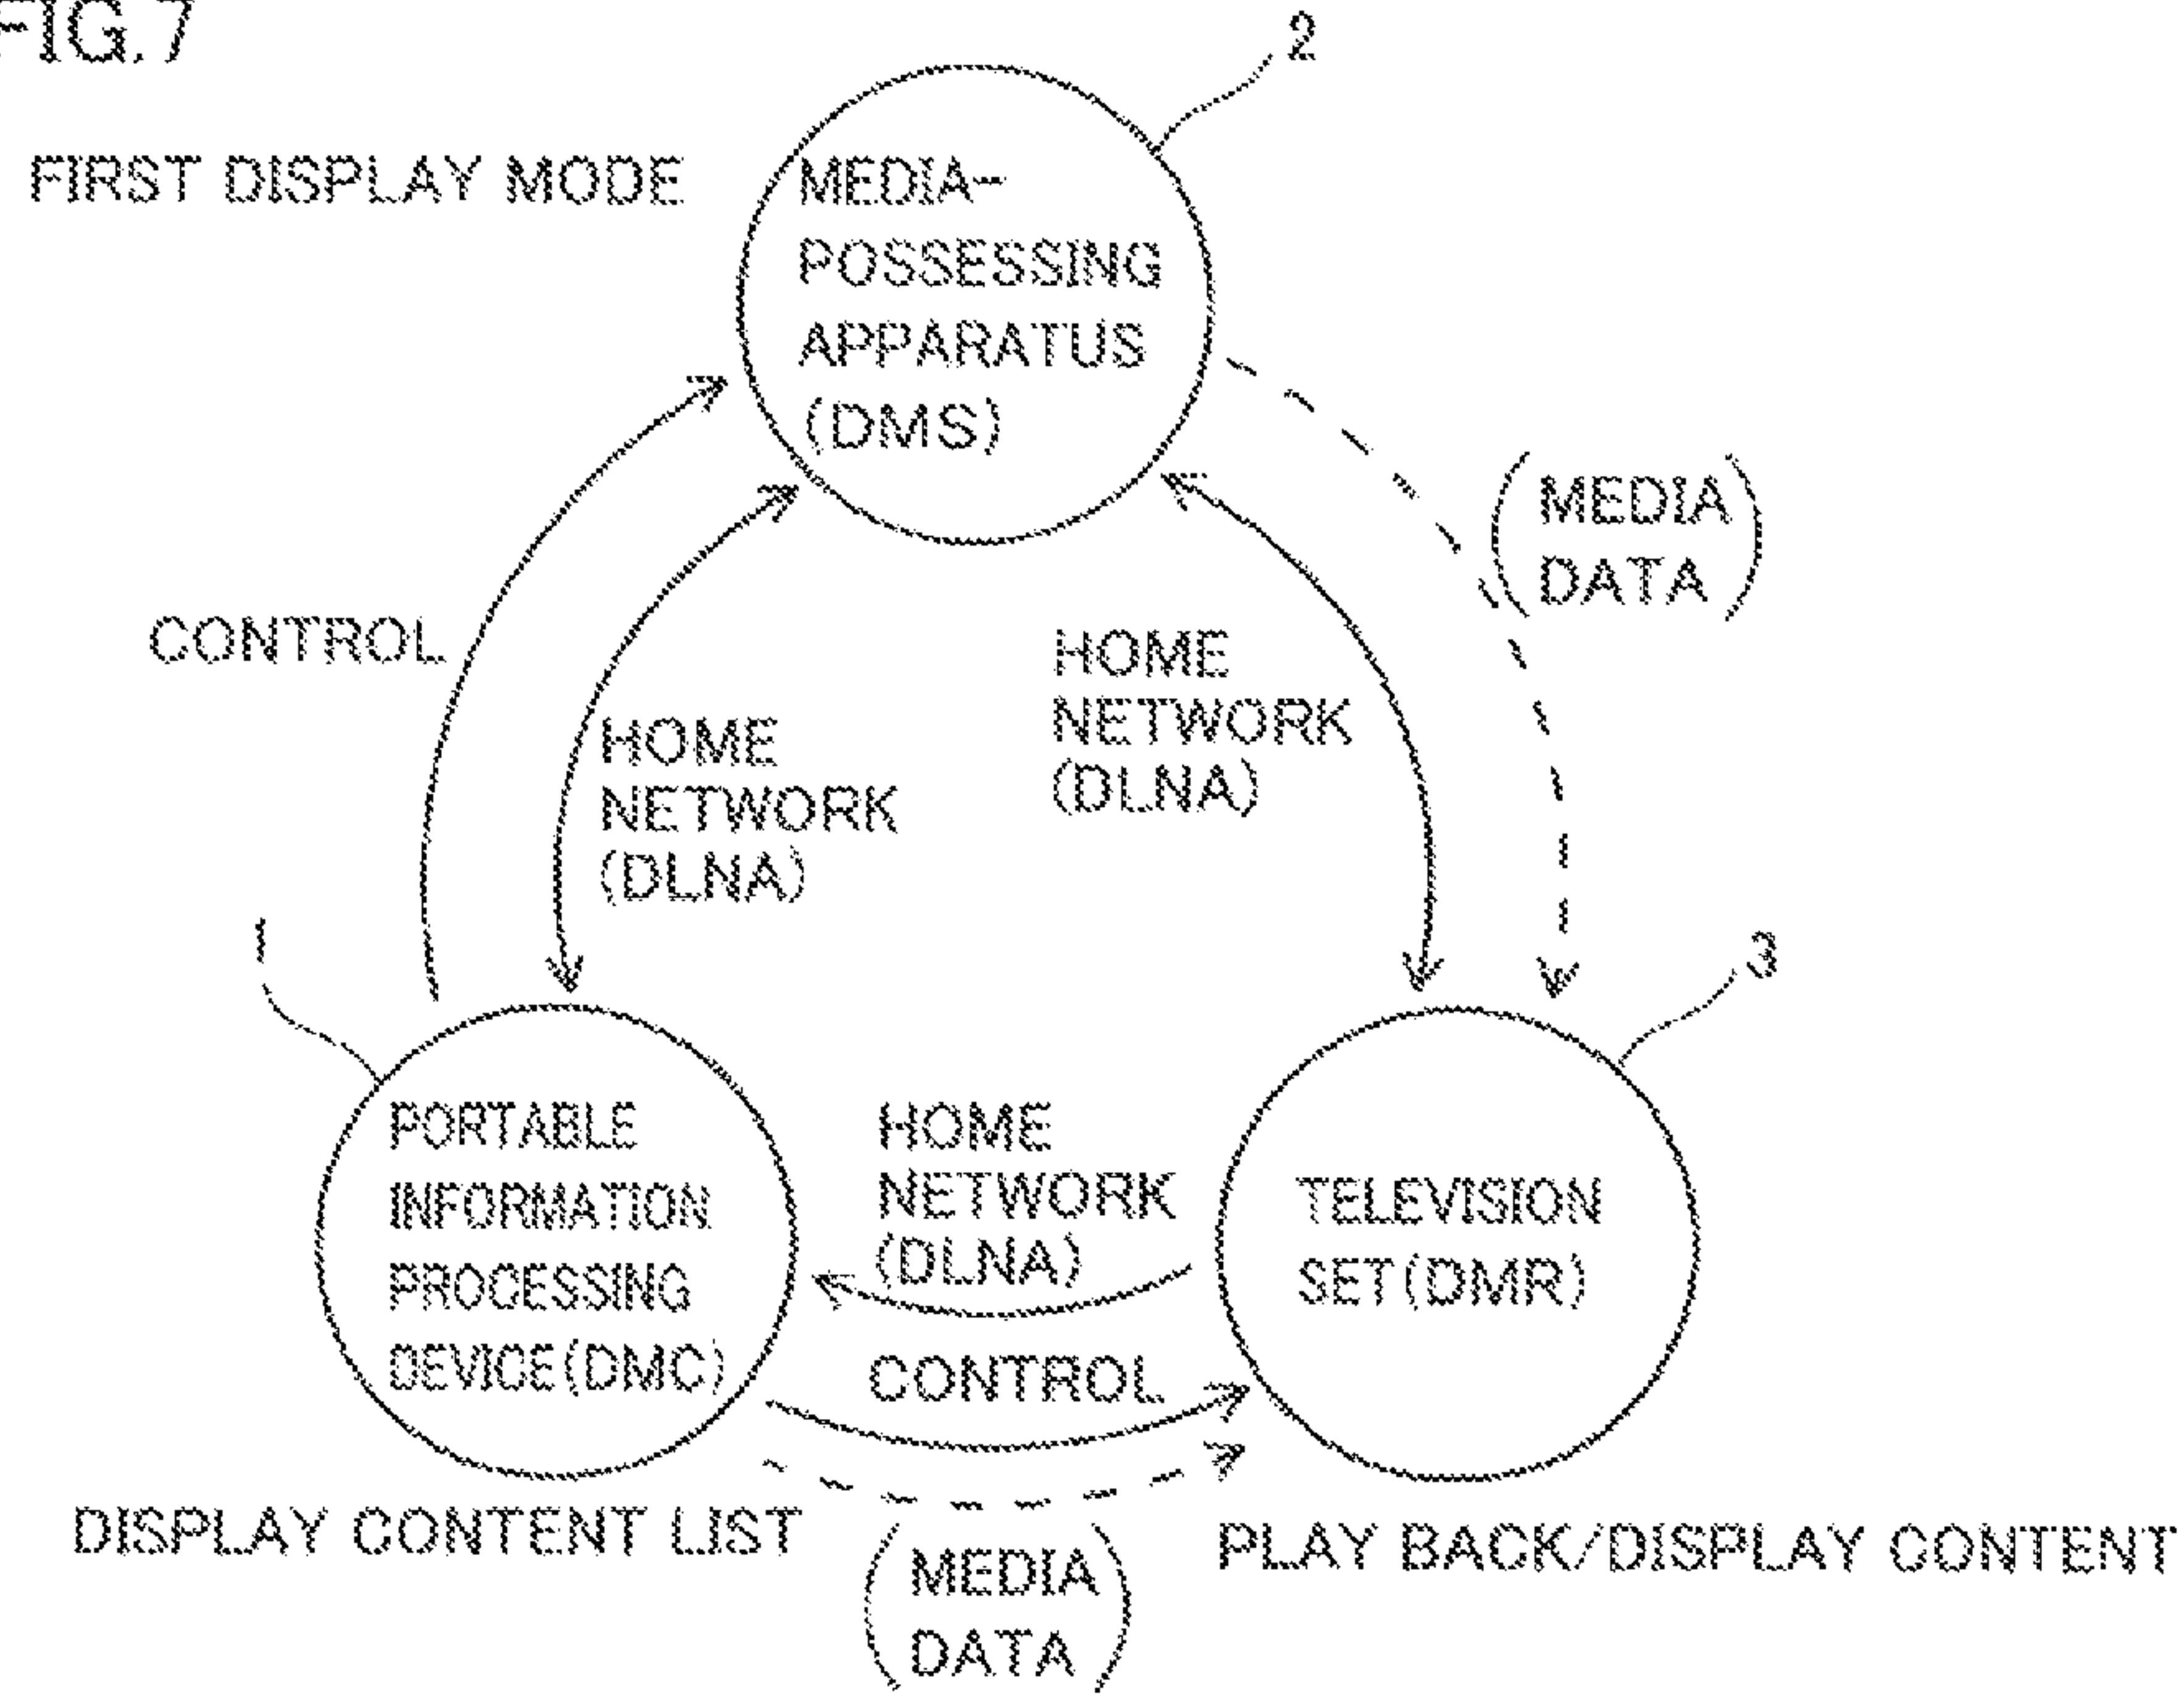 FIG.7
2
FIRST DISPLAY MODE
MEDIA-
POSSESSING
APPARATUS
(DMS)
(MEDIA
DATA)
CONTROL
HOME
NETWORK
(DLNA)
HOME
NETWORK
(DLNA)
1
3
PORTABLE
INFORMATION
PROCESSING
DEVICE(DMC)
HOME
NETWORK
(DLNA)
TELEVISION
SET(DMR)
CONTROL
DISPLAY CONTENT LIST
PLAY BACK/DISPLAY CONTENT
(MEDIA
DATA)